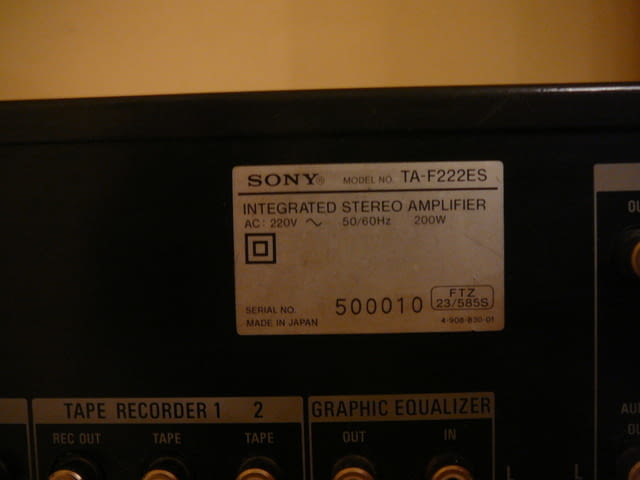 SONY® MODEL NO. TA-F222ES
INTEGRATED STEREO AMPLIFIER
AC: 220V ~ 50/60Hz 200W
FTZ
23/585S
SERIAL NO. 500010
MADE IN JAPAN 4-908-830-01
TAPE RECORDER 1 2
REC OUT TAPE TAPE
GRAPHIC EQUALIZER
OUT IN
L L